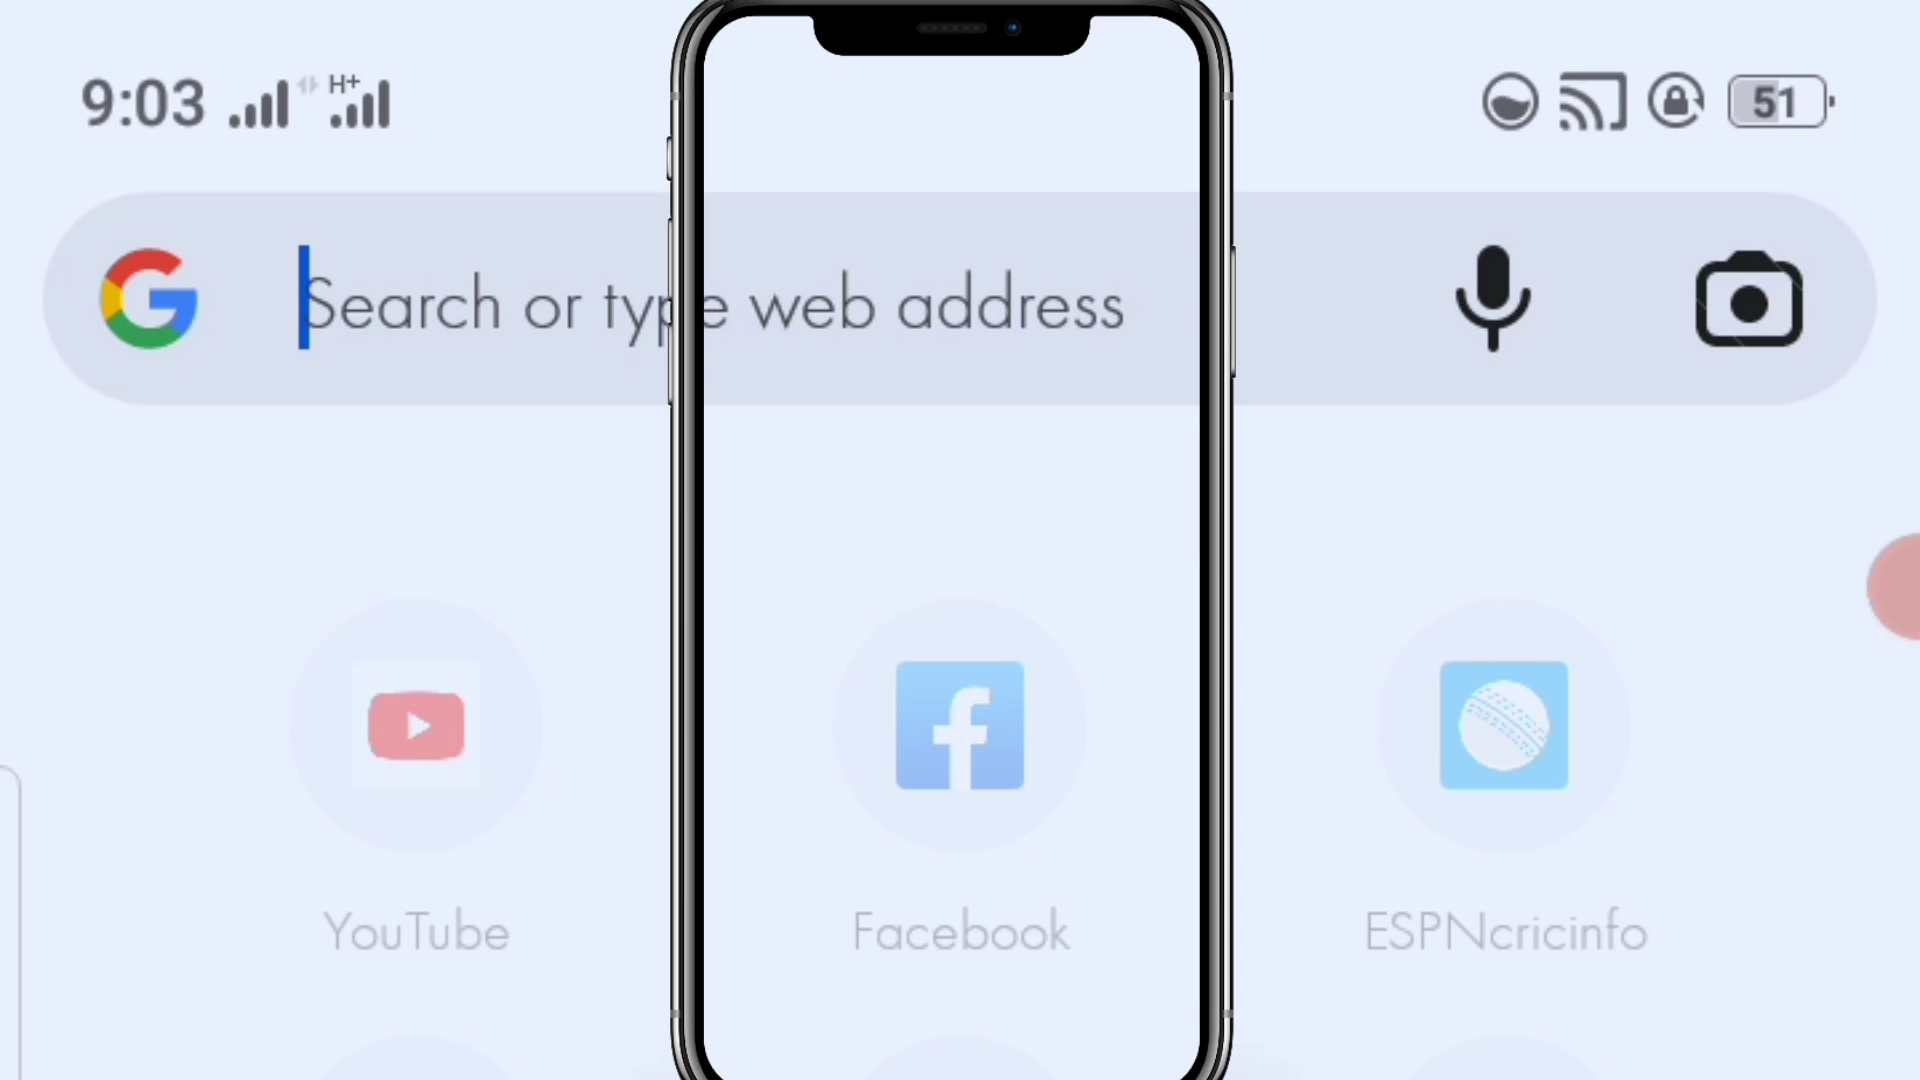 9:03 H+ 51
Search or type web address
YouTube Facebook ESPNcricinfo